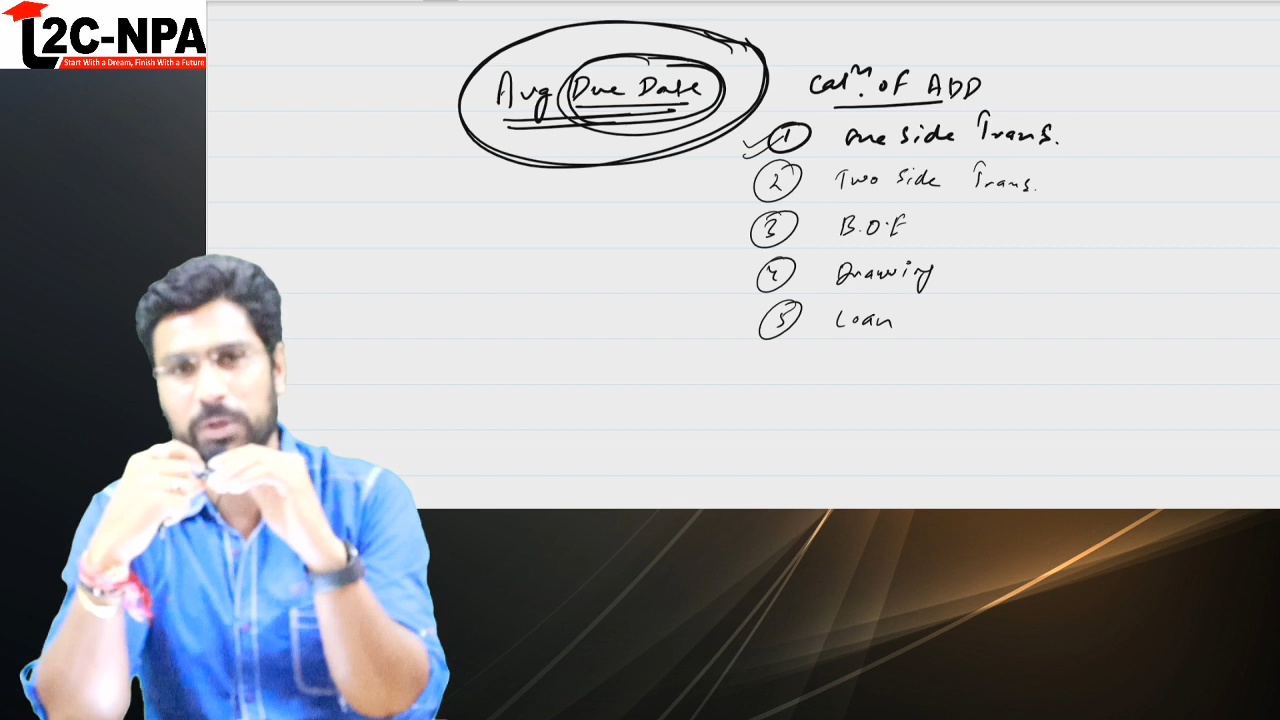 L2C-NPA
Start With a Dream, Finish With a Future
Avg Due Date
Calⁿ. of ADD
1 one side Trans.
2 Two side Trans.
3 B.O.E
4 Drawing
5 Loan